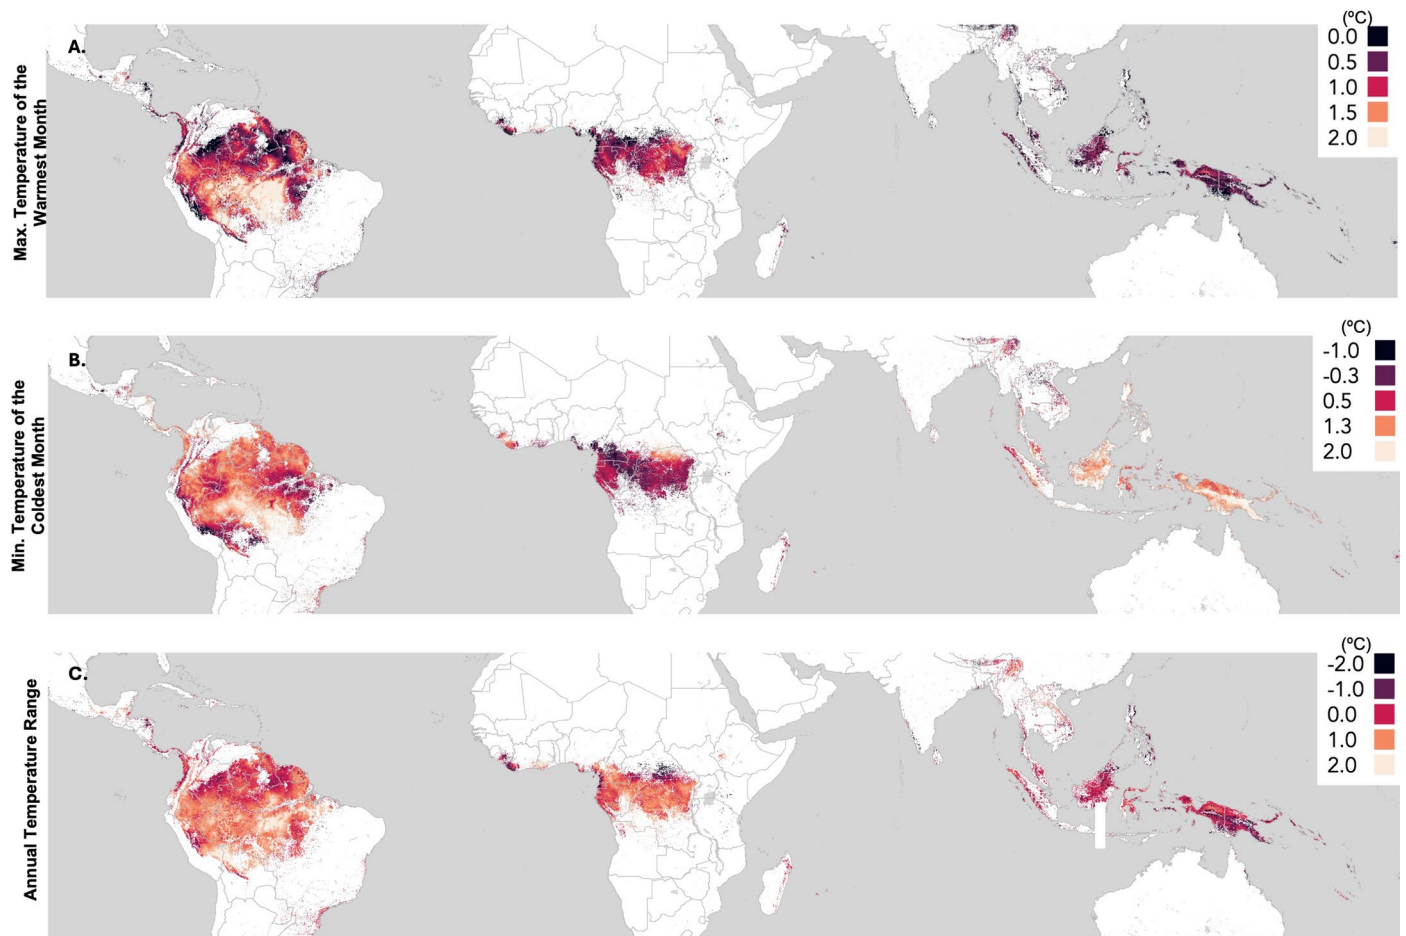 A.
Max. Temperature of the
Warmest Month
(ºC)
0.0
0.5
1.0
1.5
2.0
B.
Min. Temperature of the
Coldest Month
(ºC)
-1.0
-0.3
0.5
1.3
2.0
C.
Annual Temperature Range
(ºC)
-2.0
-1.0
0.0
1.0
2.0